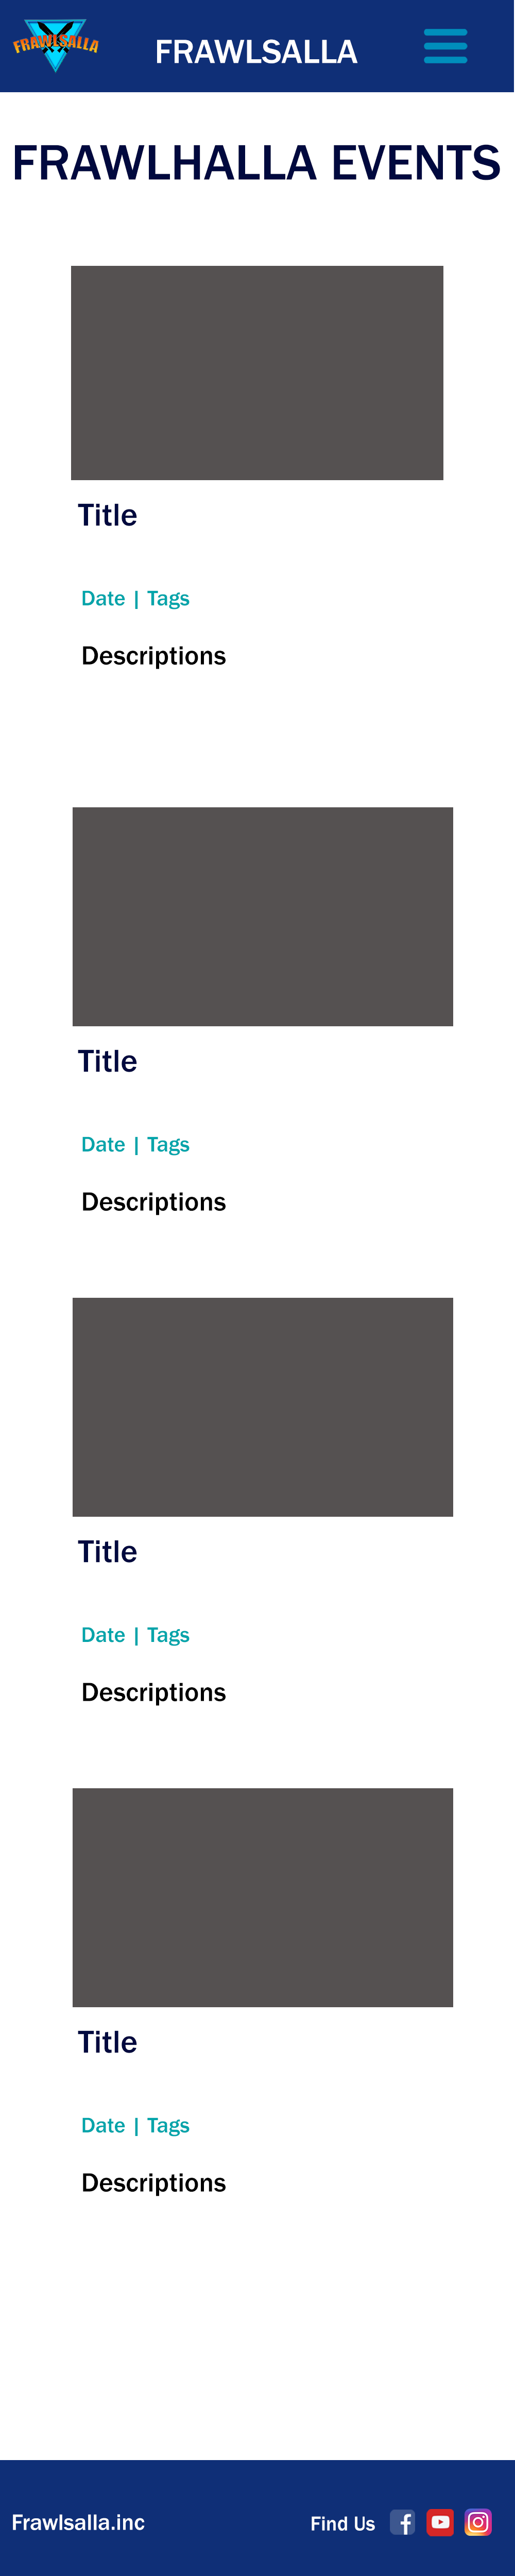 FRAWLSALLA
FRAWLSALLA
FRAWLHALLA EVENTS
Title
Date | Tags
Descriptions
Title
Date | Tags
Descriptions
Title
Date | Tags
Descriptions
Title
Date | Tags
Descriptions
Frawlsalla.inc
Find Us